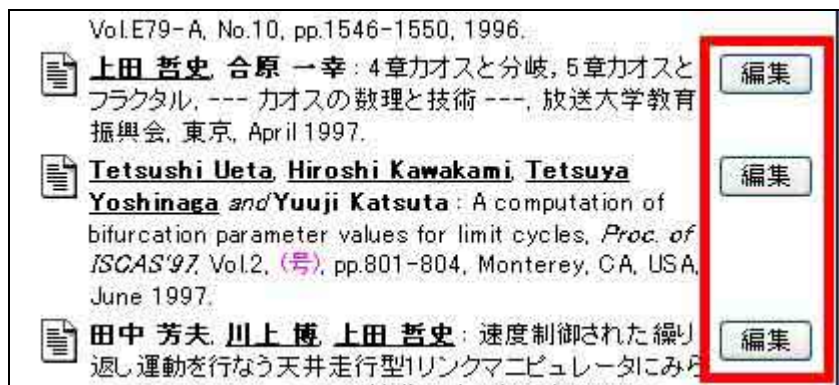 Vol.E79-A, No.10, pp.1546-1550, 1996.
上田 哲史, 合原 一幸 : 4章カオスと分岐, 5章カオスと 編集
フラクタル, --- カオスの数理と技術 ---, 放送大学教育
振興会, 東京, April 1997.
Tetsushi Ueta, Hiroshi Kawakami, Tetsuya 編集
Yoshinaga and Yuuji Katsuta : A computation of
bifurcation parameter values for limit cycles, Proc. of
ISCAS'97, Vol.2, (号), pp.801-804, Monterey, CA, USA,
June 1997.
田中 芳夫, 川上 博, 上田 哲史 : 速度制御された繰り 編集
返し運動を行なう天井走行型1リンクマニピュレータにみら